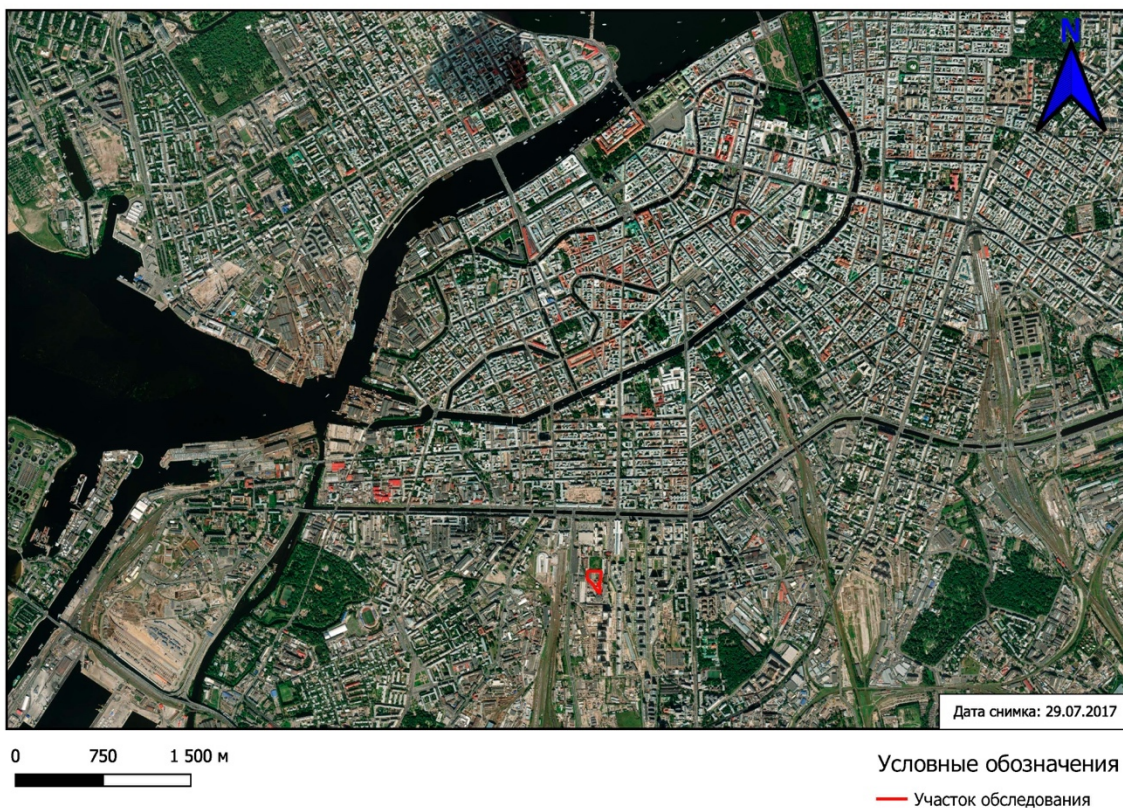 N
Дата снимка: 29.07.2017
0 750 1 500 м
Условные обозначения
Участок обследования